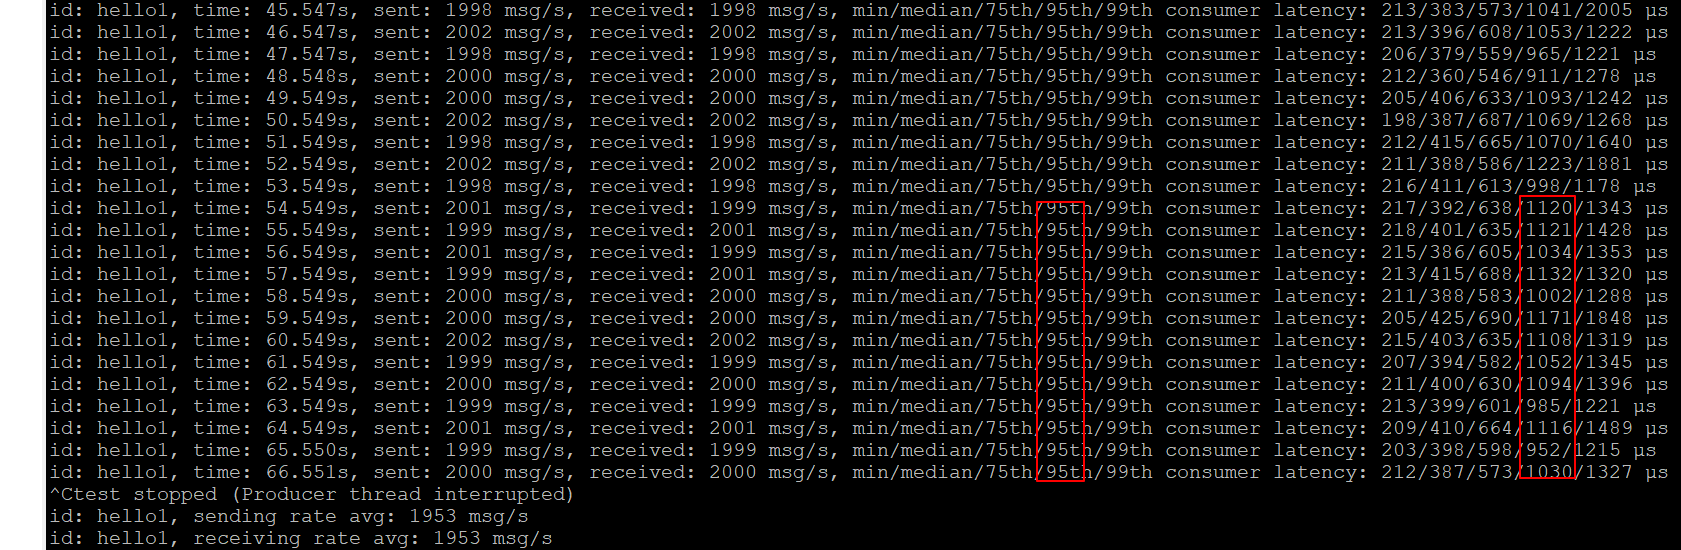 id: hello1, time: 45.547s, sent: 1998 msg/s, received: 1998 msg/s, min/median/75th/95th/99th consumer latency: 213/383/573/1041/2005 µs
id: hello1, time: 46.547s, sent: 2002 msg/s, received: 2002 msg/s, min/median/75th/95th/99th consumer latency: 213/396/608/1053/1222 µs
id: hello1, time: 47.547s, sent: 1998 msg/s, received: 1998 msg/s, min/median/75th/95th/99th consumer latency: 206/379/559/965/1221 µs
id: hello1, time: 48.548s, sent: 2000 msg/s, received: 2000 msg/s, min/median/75th/95th/99th consumer latency: 212/360/546/911/1278 µs
id: hello1, time: 49.549s, sent: 2000 msg/s, received: 2000 msg/s, min/median/75th/95th/99th consumer latency: 205/406/633/1093/1242 µs
id: hello1, time: 50.549s, sent: 2002 msg/s, received: 2002 msg/s, min/median/75th/95th/99th consumer latency: 198/387/687/1069/1268 µs
id: hello1, time: 51.549s, sent: 1998 msg/s, received: 1998 msg/s, min/median/75th/95th/99th consumer latency: 212/415/665/1070/1640 µs
id: hello1, time: 52.549s, sent: 2002 msg/s, received: 2002 msg/s, min/median/75th/95th/99th consumer latency: 211/388/586/1223/1881 µs
id: hello1, time: 53.549s, sent: 1998 msg/s, received: 1998 msg/s, min/median/75th/95th/99th consumer latency: 216/411/613/998/1178 µs
id: hello1, time: 54.549s, sent: 2001 msg/s, received: 1999 msg/s, min/median/75th/95th/99th consumer latency: 217/392/638/1120/1343 µs
id: hello1, time: 55.549s, sent: 1999 msg/s, received: 2001 msg/s, min/median/75th/95th/99th consumer latency: 218/401/635/1121/1428 µs
id: hello1, time: 56.549s, sent: 2001 msg/s, received: 1999 msg/s, min/median/75th/95th/99th consumer latency: 215/386/605/1034/1353 µs
id: hello1, time: 57.549s, sent: 1999 msg/s, received: 2001 msg/s, min/median/75th/95th/99th consumer latency: 213/415/688/1132/1320 µs
id: hello1, time: 58.549s, sent: 2000 msg/s, received: 2000 msg/s, min/median/75th/95th/99th consumer latency: 211/388/583/1002/1288 µs
id: hello1, time: 59.549s, sent: 2000 msg/s, received: 2000 msg/s, min/median/75th/95th/99th consumer latency: 205/425/690/1171/1848 µs
id: hello1, time: 60.549s, sent: 2002 msg/s, received: 2002 msg/s, min/median/75th/95th/99th consumer latency: 215/403/635/1108/1319 µs
id: hello1, time: 61.549s, sent: 1999 msg/s, received: 1999 msg/s, min/median/75th/95th/99th consumer latency: 207/394/582/1052/1345 µs
id: hello1, time: 62.549s, sent: 2000 msg/s, received: 2000 msg/s, min/median/75th/95th/99th consumer latency: 211/400/630/1094/1396 µs
id: hello1, time: 63.549s, sent: 1999 msg/s, received: 1999 msg/s, min/median/75th/95th/99th consumer latency: 213/399/601/985/1221 µs
id: hello1, time: 64.549s, sent: 2001 msg/s, received: 2001 msg/s, min/median/75th/95th/99th consumer latency: 209/410/664/1116/1489 µs
id: hello1, time: 65.550s, sent: 1999 msg/s, received: 1999 msg/s, min/median/75th/95th/99th consumer latency: 203/398/598/952/1215 µs
id: hello1, time: 66.551s, sent: 2000 msg/s, received: 2000 msg/s, min/median/75th/95th/99th consumer latency: 212/387/573/1030/1327 µs
^Ctest stopped (Producer thread interrupted)
id: hello1, sending rate avg: 1953 msg/s
id: hello1, receiving rate avg: 1953 msg/s